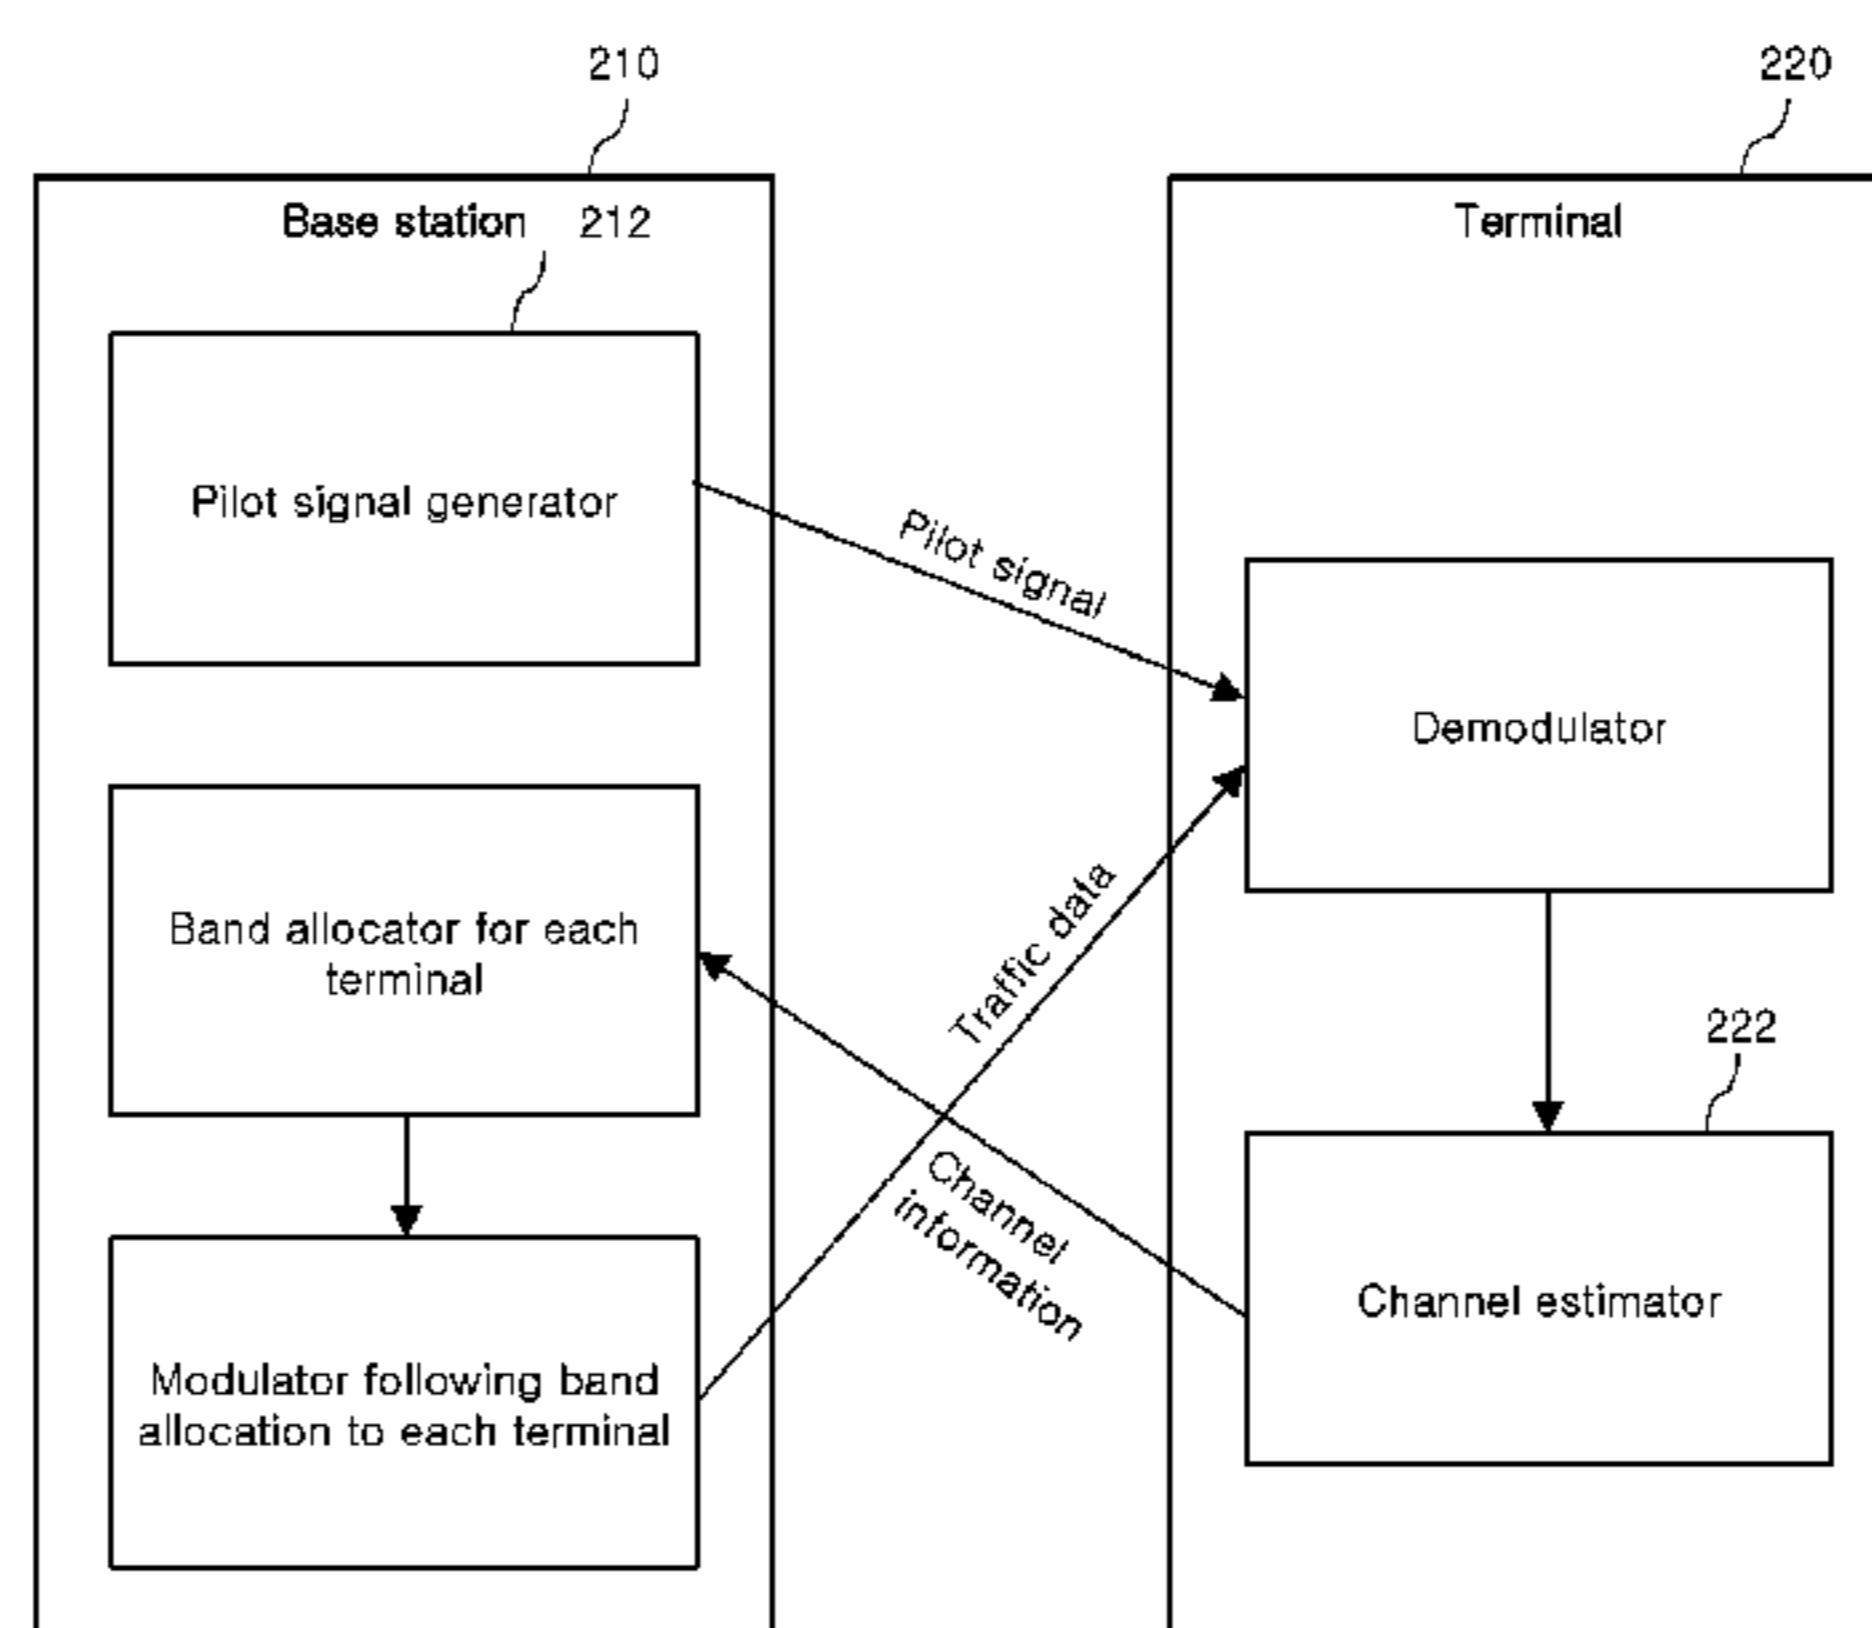 210
220
Base station
212
Terminal
Pilot signal generator
Pilot signal
Demodulator
Band allocator for each
terminal
Traffic data
222
Channel
information
Channel estimator
Modulator following band
allocation to each terminal